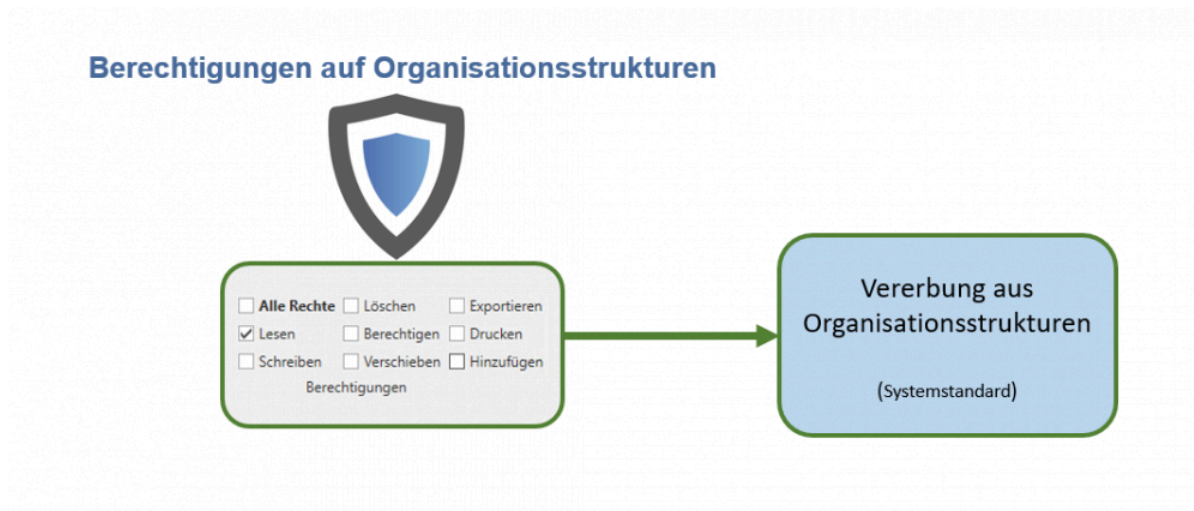 Berechtigungen auf Organisationsstrukturen
Alle Rechte Löschen Exportieren
Lesen Berechtigen Drucken
Schreiben Verschieben Hinzufügen
Berechtigungen
Vererbung aus
Organisationsstrukturen
(Systemstandard)